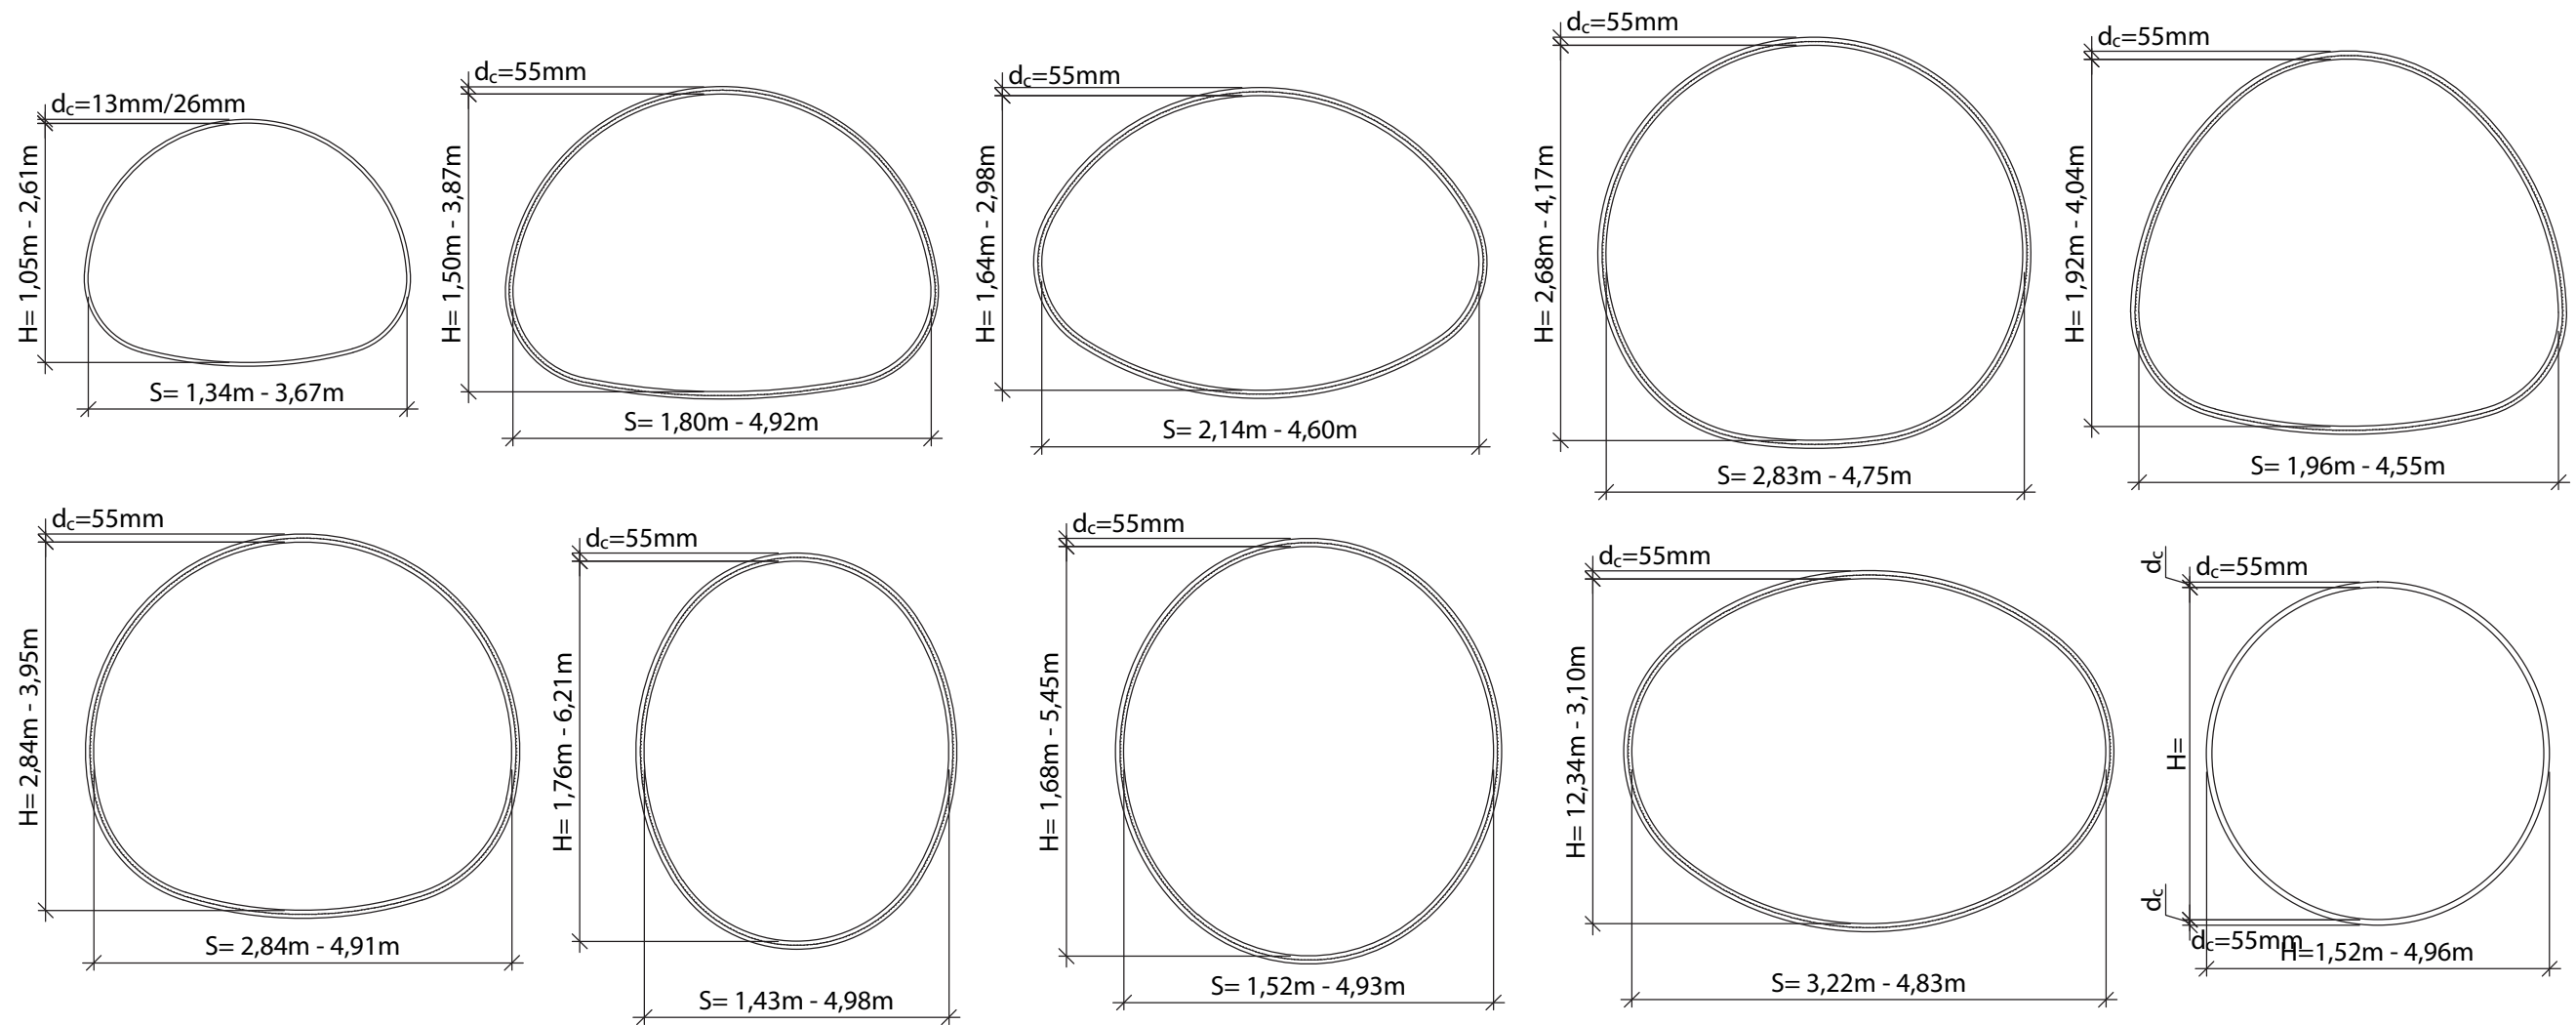 dc=13mm/26mm
H= 1,05m - 2,61m
S= 1,34m - 3,67m
dc=55mm
H= 1,50m - 3,87m
S= 1,80m - 4,92m
dc=55mm
H= 1,64m - 2,98m
S= 2,14m - 4,60m
dc=55mm
H= 2,68m - 4,17m
S= 2,83m - 4,75m
dc=55mm
H= 1,92m - 4,04m
S= 1,96m - 4,55m
dc=55mm
H= 2,84m - 3,95m
S= 2,84m - 4,91m
dc=55mm
H= 1,76m - 6,21m
S= 1,43m - 4,98m
dc=55mm
H= 1,68m - 5,45m
S= 1,52m - 4,93m
dc=55mm
H= 12,34m - 3,10m
S= 3,22m - 4,83m
dc
dc=55mm
H=
dc
dc=55mm
H=1,52m - 4,96m